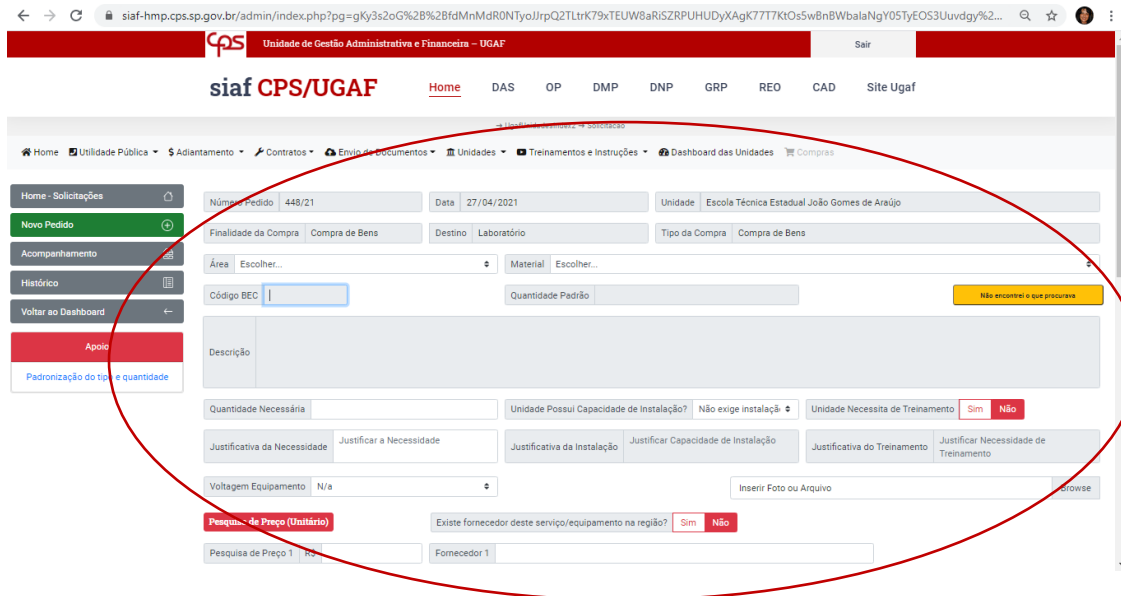 siaf-hmp.cps.sp.gov.br/admin/index.php?pg=gKy3s2oG%2B%2BfdMnMdR0NTyoJJrpQ2TLtrK79xTEUW8aRiSZRPUHUDyXAgK77T7KtOs5wBnBWbalaNgY05TyEOS3Uuvdgy%2...
cps Unidade de Gestão Administrativa e Financeira – UGAF Sair
siaf CPS/UGAF Home DAS OP DMP DNP GRP REO CAD Site Ugaf
Solicitacao
Home Utilidade Pública $ Adiantamento Contratos Envio de Documentos Unidades Treinamentos e Instruções Dashboard das Unidades Compras
Home - Solicitações
Novo Pedido
Acompanhamento
Histórico
Voltar ao Dashboard
Apoio
Padronização do tipo e quantidade
Número Pedido 448/21 Data 27/04/2021 Unidade Escola Técnica Estadual João Gomes de Araújo
Finalidade da Compra Compra de Bens Destino Laboratório Tipo da Compra Compra de Bens
Área Escolher... Material Escolher...
Código BEC Quantidade Padrão Não encontrei o que procurava
Descrição
Quantidade Necessária Unidade Possui Capacidade de Instalação? Não exige instalaçã Unidade Necessita de Treinamento Sim Não
Justificativa da Necessidade Justificar a Necessidade Justificativa da Instalação Justificar Capacidade de Instalação Justificativa do Treinamento Justificar Necessidade de
Treinamento
Voltagem Equipamento N/a Inserir Foto ou Arquivo Browse
Pesquisa de Preço (Unitário) Existe fornecedor deste serviço/equipamento na região? Sim Não
Pesquisa de Preço 1 R$ Fornecedor 1